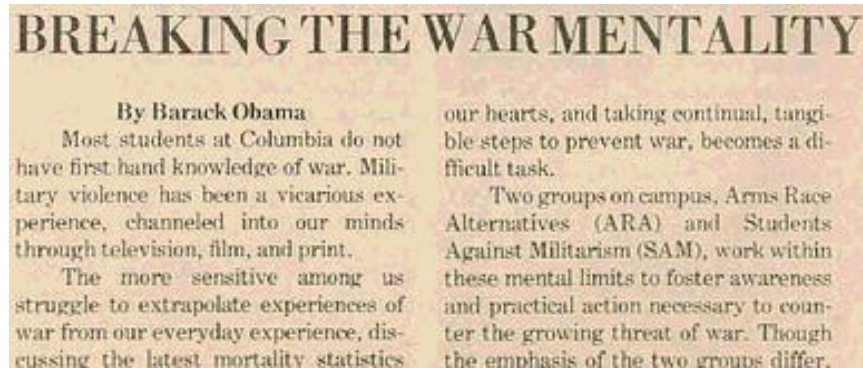 BREAKING THE WAR MENTALITY
By Barack Obama
Most students at Columbia do not
have first hand knowledge of war. Mili-
tary violence has been a vicarious ex-
perience, channeled into our minds
through television, film, and print.
The more sensitive among us
struggle to extrapolate experiences of
war from our everyday experience, dis-
cussing the latest mortality statistics
our hearts, and taking continual, tangi-
ble steps to prevent war, becomes a di-
fficult task.
Two groups on campus, Arms Race
Alternatives (ARA) and Students
Against Militarism (SAM), work within
these mental limits to foster awareness
and practical action necessary to coun-
ter the growing threat of war. Though
the emphasis of the two groups differ,